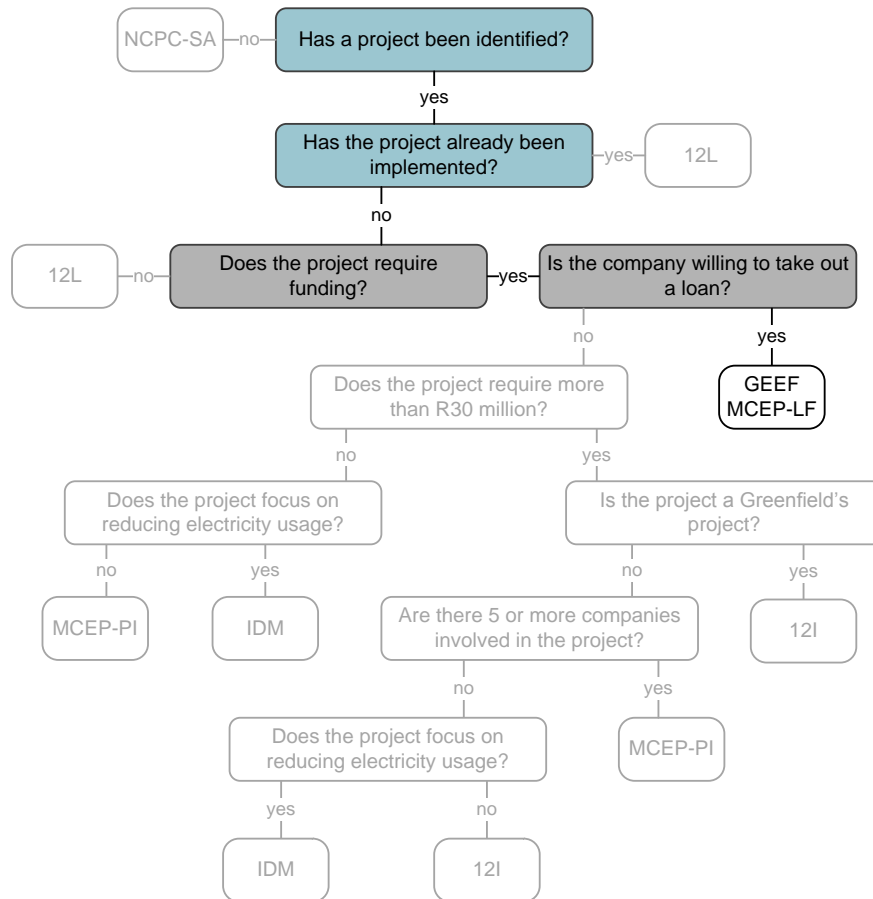 NCPC-SA
no
Has a project been identified?
yes
Has the project already been
implemented?
yes
12L
no
12L
no
Does the project require
funding?
yes
Is the company willing to take out
a loan?
no
yes
Does the project require more
than R30 million?
GEEF
MCEP-LF
no
yes
Does the project focus on
reducing electricity usage?
Is the project a Greenfield’s
project?
no
yes
no
yes
MCEP-PI
IDM
Are there 5 or more companies
involved in the project?
12I
no
yes
Does the project focus on
reducing electricity usage?
MCEP-PI
yes
no
IDM
12I